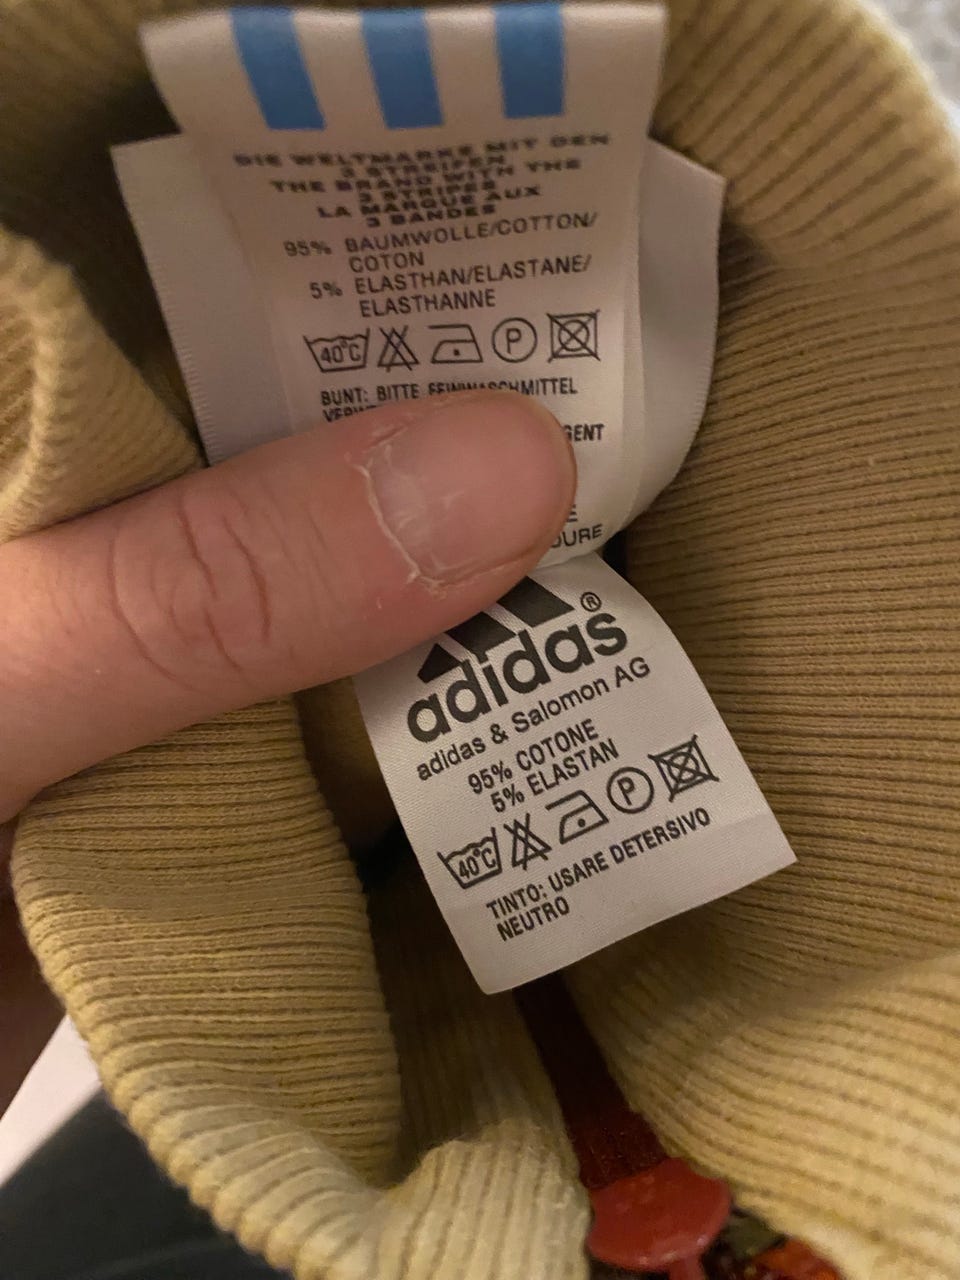 DIE WELTMARKE MIT DEN
3 STREIFEN
THE BRAND WITH THE
3 STRIPES
LA MARQUE AUX
3 BANDES
95% BAUMWOLLE/COTTON/
COTON
5% ELASTHAN/ELASTANE/
ELASTHANNE
40°C P
BUNT: BITTE FEINWASCHMITTEL
adidas®
adidas & Salomon AG
95% COTONE
5% ELASTAN
40°C P
TINTO: USARE DETERSIVO
NEUTRO